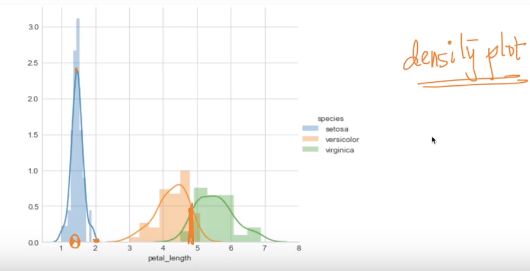 3.0
2.5
2.0
1.5
1.0
0.5
0.0
1 2 3 4 5 6 7 8
petal_length
species
setosa
versicolor
virginica
density plot